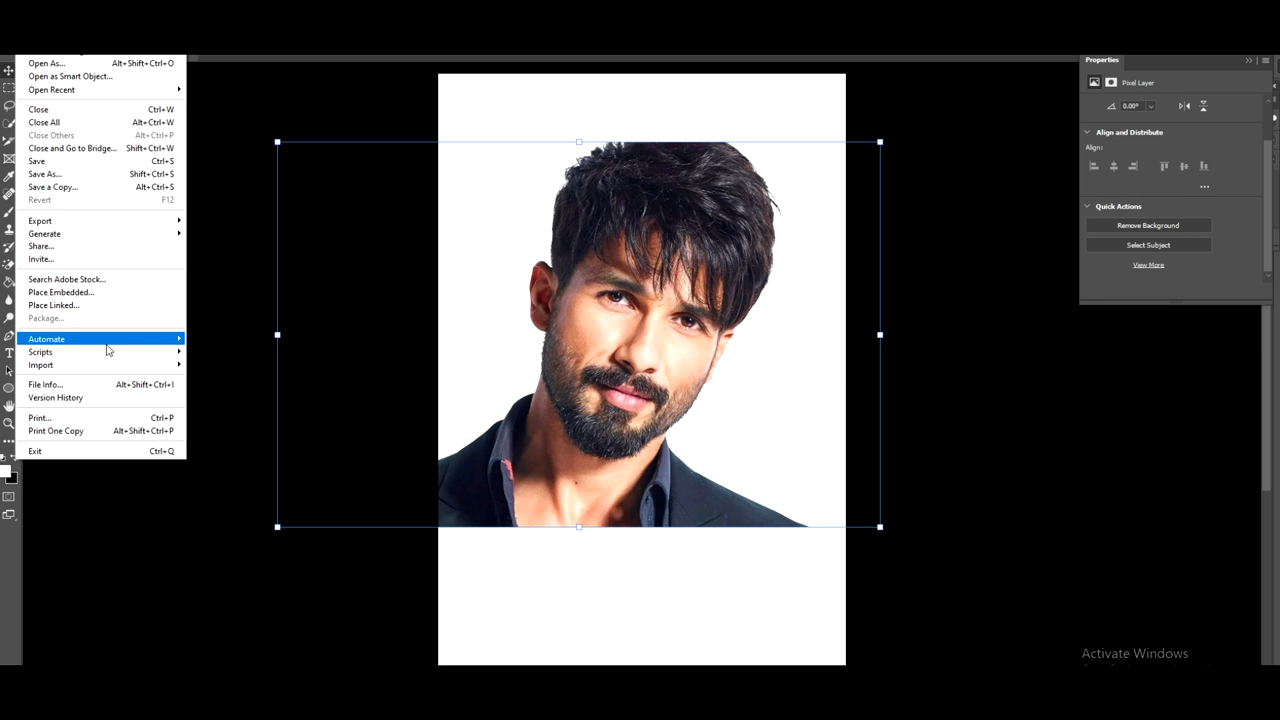 Open As... Alt+Shift+Ctrl+O
Open as Smart Object...
Open Recent
Close Ctrl+W
Close All Alt+Ctrl+W
Close Others Alt+Ctrl+P
Close and Go to Bridge... Shift+Ctrl+W
Save Ctrl+S
Save As... Shift+Ctrl+S
Save a Copy... Alt+Ctrl+S
Revert F12
Export
Generate
Share...
Invite...
Search Adobe Stock...
Place Embedded...
Place Linked...
Package...
Automate
Scripts
Import
File Info... Alt+Shift+Ctrl+I
Version History
Print... Ctrl+P
Print One Copy Alt+Shift+Ctrl+P
Exit Ctrl+Q
Properties
Pixel Layer
0.00°
Align and Distribute
Align:
Quick Actions
Remove Background
Select Subject
View More
Activate Windows